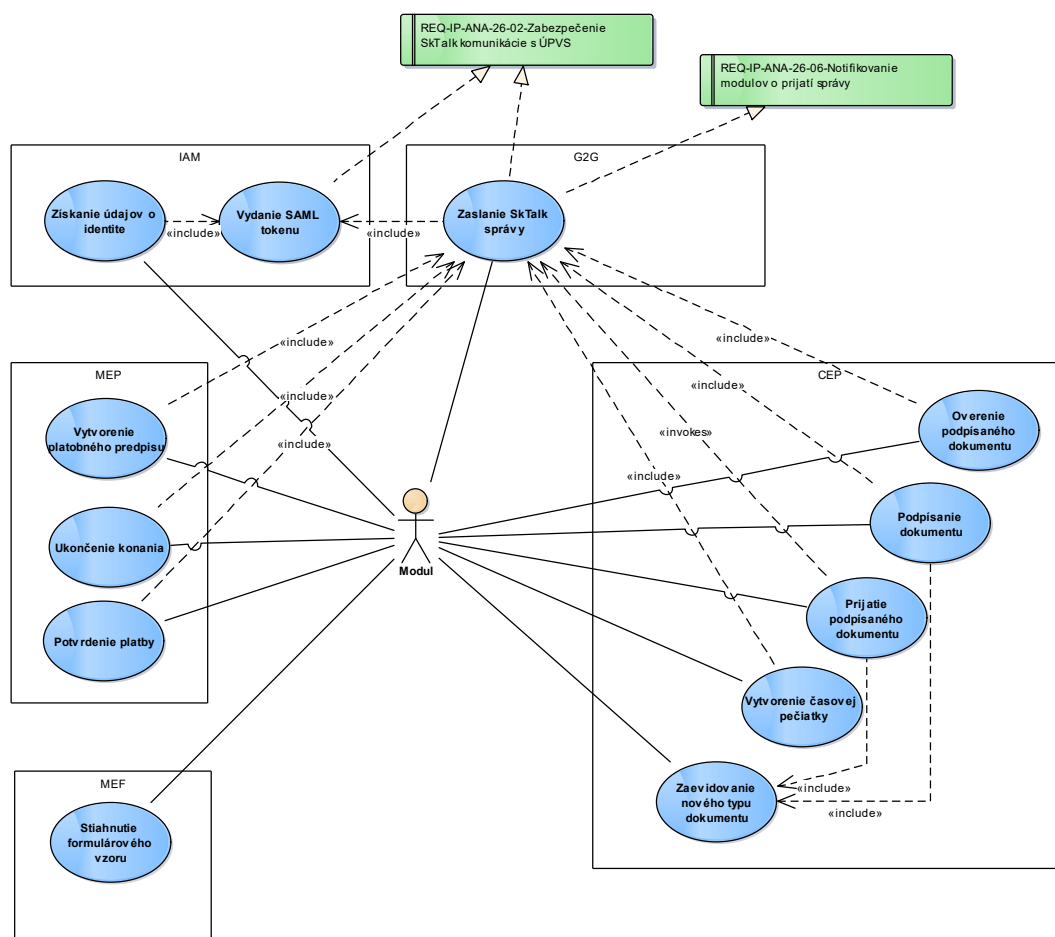 REQ-IP-ANA-26-02-Zabezpečenie
SkTalk komunikácie s ÚPVS
REQ-IP-ANA-26-06-Notifikovanie
modulov o prijatí správy
IAM
G2G
Získanie údajov o
identite
Vydanie SAML
tokenu
Zaslanie SkTalk
správy
«include»
«include»
«include»
MEP
CEP
«include»
«include»
Vytvorenie
platobného predpisu
Overenie
podpísaného
dokumentu
«include»
«invokes»
«include»
Podpísanie
dokumentu
Ukončenie konania
Modul
Prijatie
podpísaného
dokumentu
Potvrdenie platby
Vytvorenie časovej
pečiatky
MEF
Zaevidovanie
nového typu
dokumentu
«include»
«include»
Stiahnutie
formulárového
vzoru
«include»